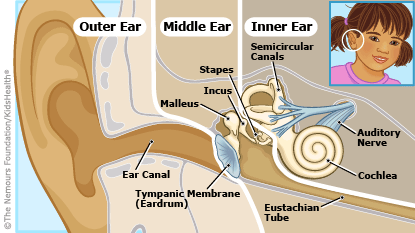 Outer Ear
Middle Ear
Inner Ear
Semicircular
Canals
Stapes
Incus
Malleus
Auditory
Nerve
Ear Canal
Cochlea
Tympanic Membrane
(Eardrum)
Eustachian
Tube
©The Nemours Foundation/KidsHealth®